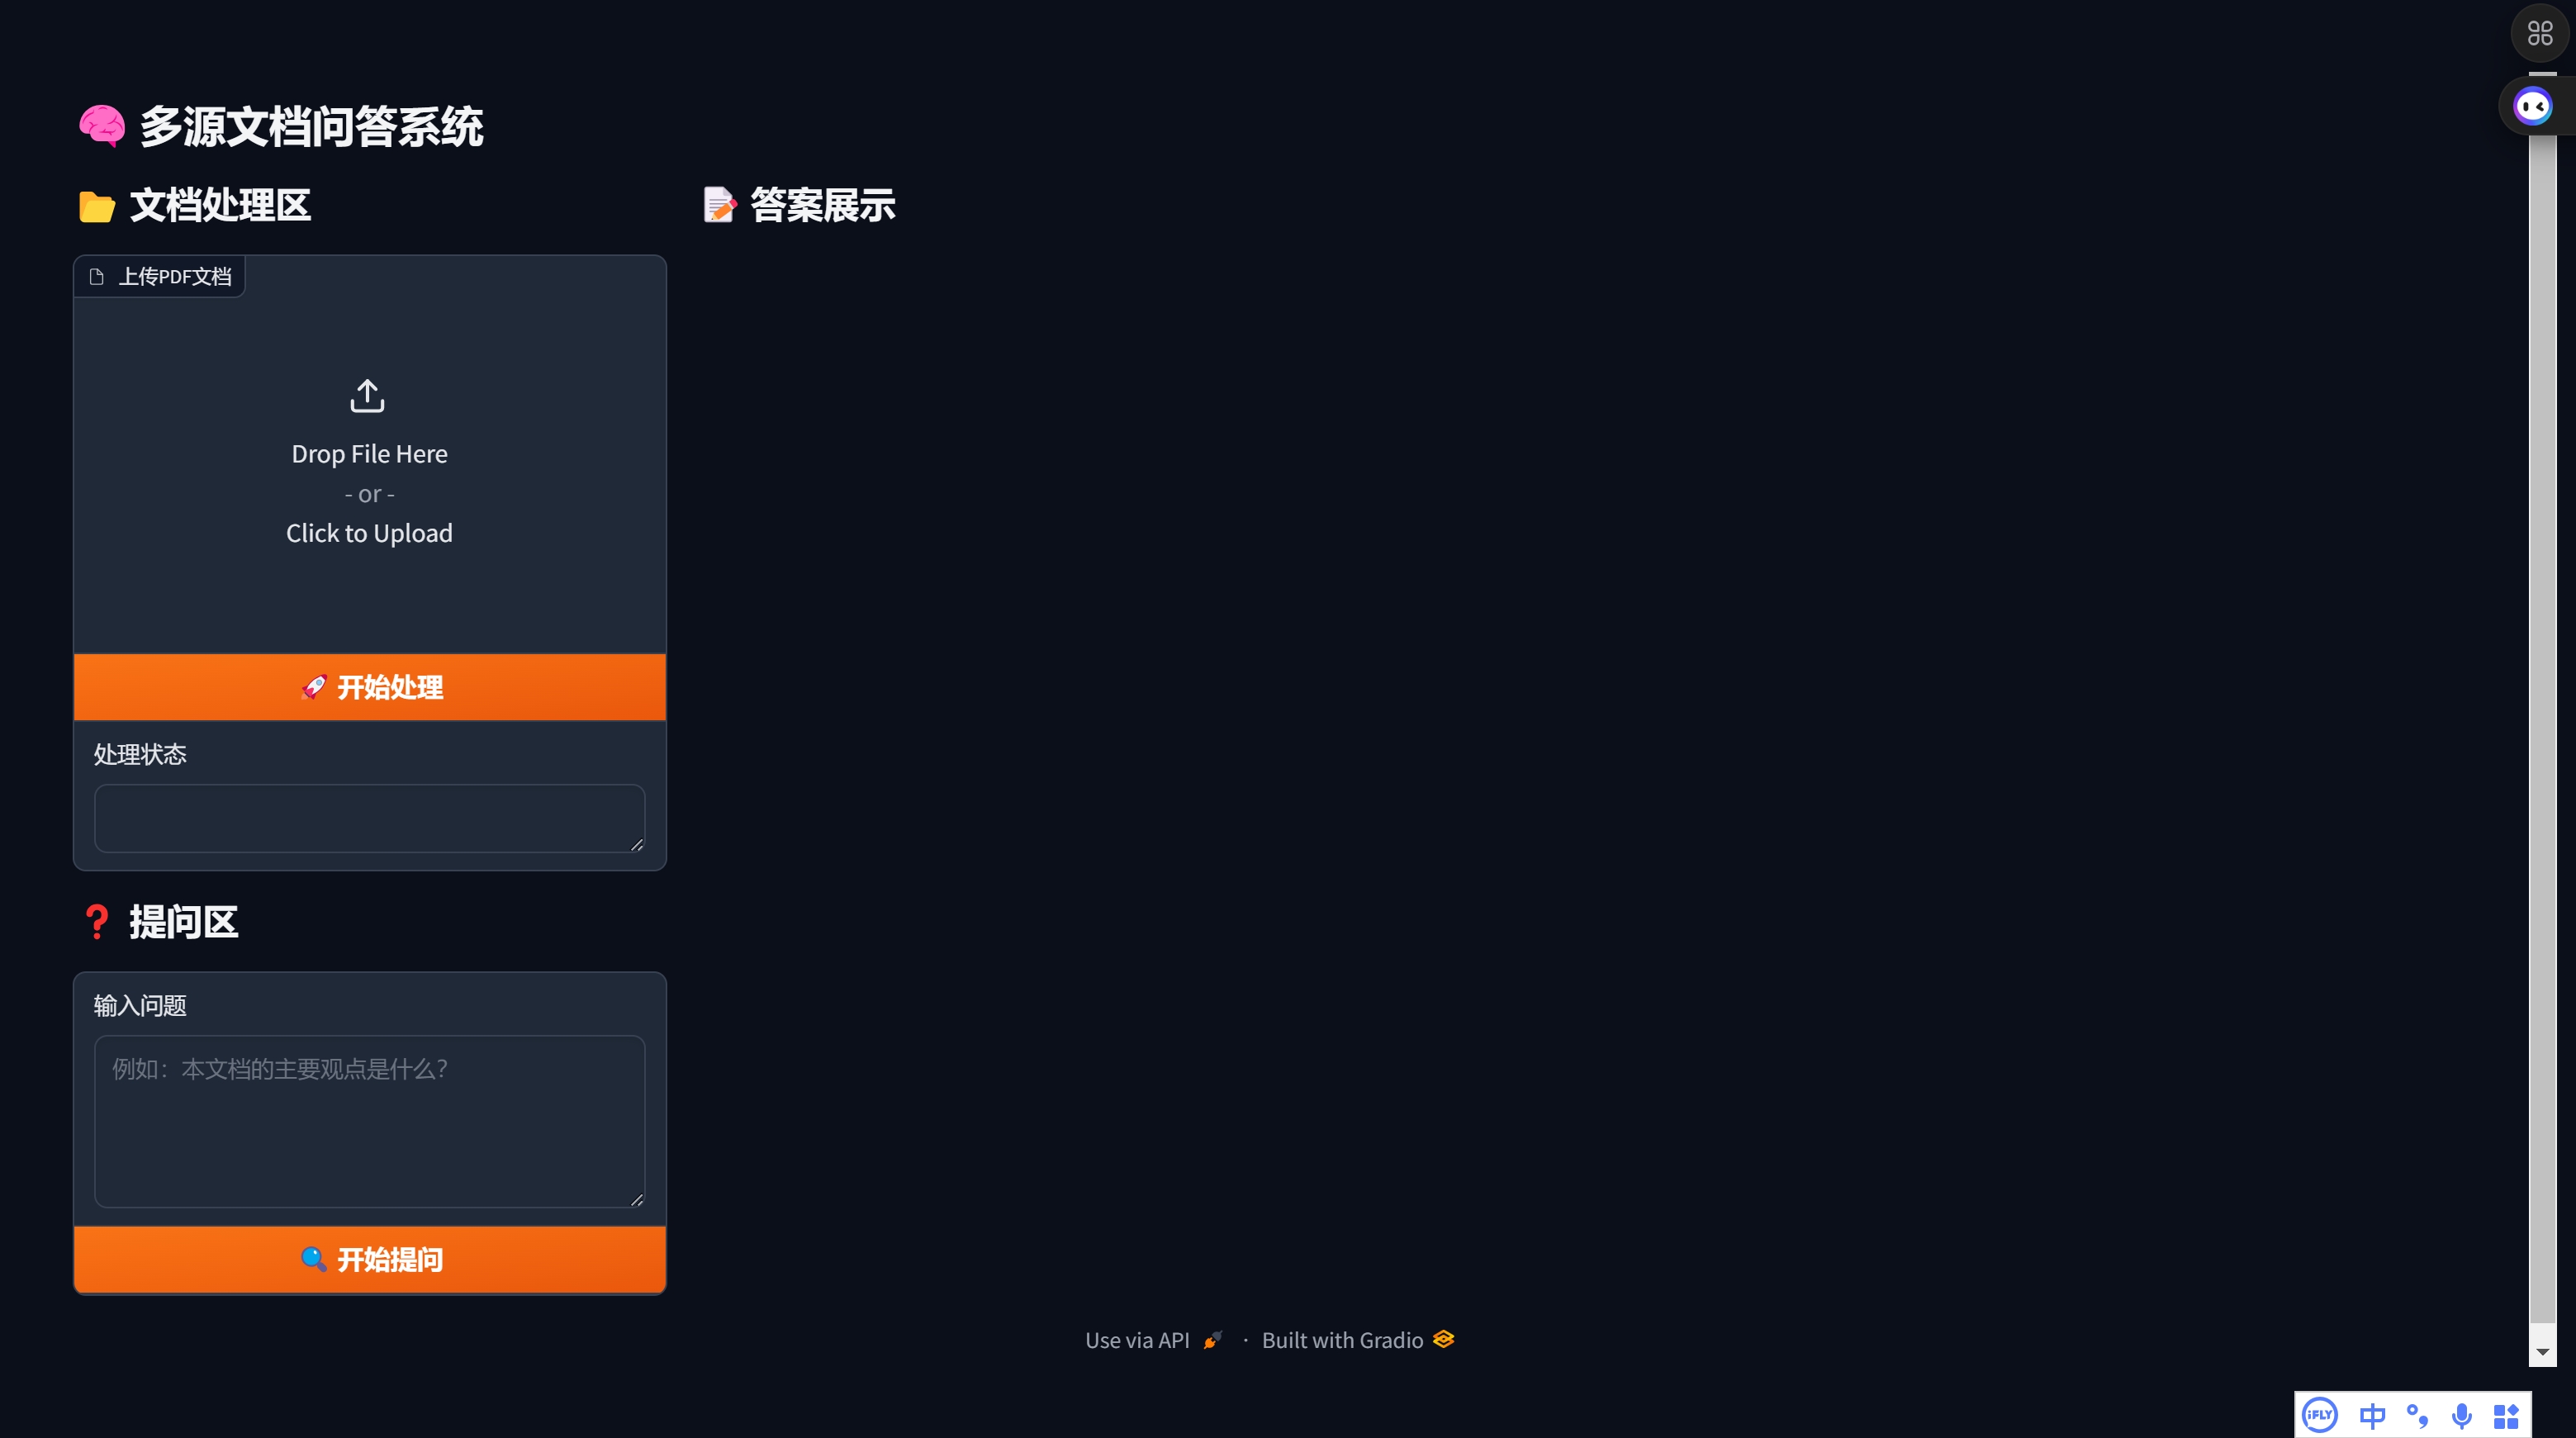 🧠 多源文档问答系统
📂 文档处理区
上传PDF文档
Drop File Here
- or -
Click to Upload
🚀 开始处理
处理状态
❓ 提问区
输入问题
例如：本文档的主要观点是什么？
🔍 开始提问
📝 答案展示
Use via API 🚀 · Built with Gradio
iFLY 中